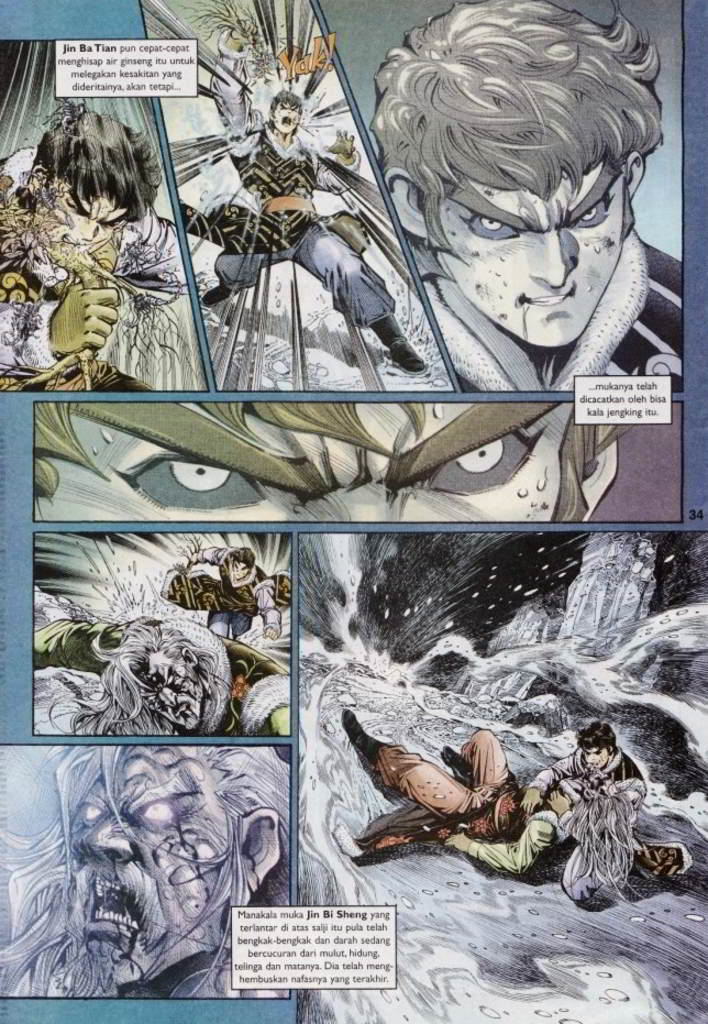 Jin Ba Tian pun cepat-cepat
menghisap air ginseng itu untuk
melegakan kesakitan yang
dideritainya, akan tetapi...
Yak!
...mukanya telah
dicacatkan oleh bisa
kala jengking itu.
34
Manakala muka Jin Bi Sheng yang
terlantar di atas salji itu pula telah
bengkak-bengkak dan darah sedang
bercucuran dari mulut, hidung,
telinga dan matanya. Dia telah meng-
hembuskan nafasnya yang terakhir.